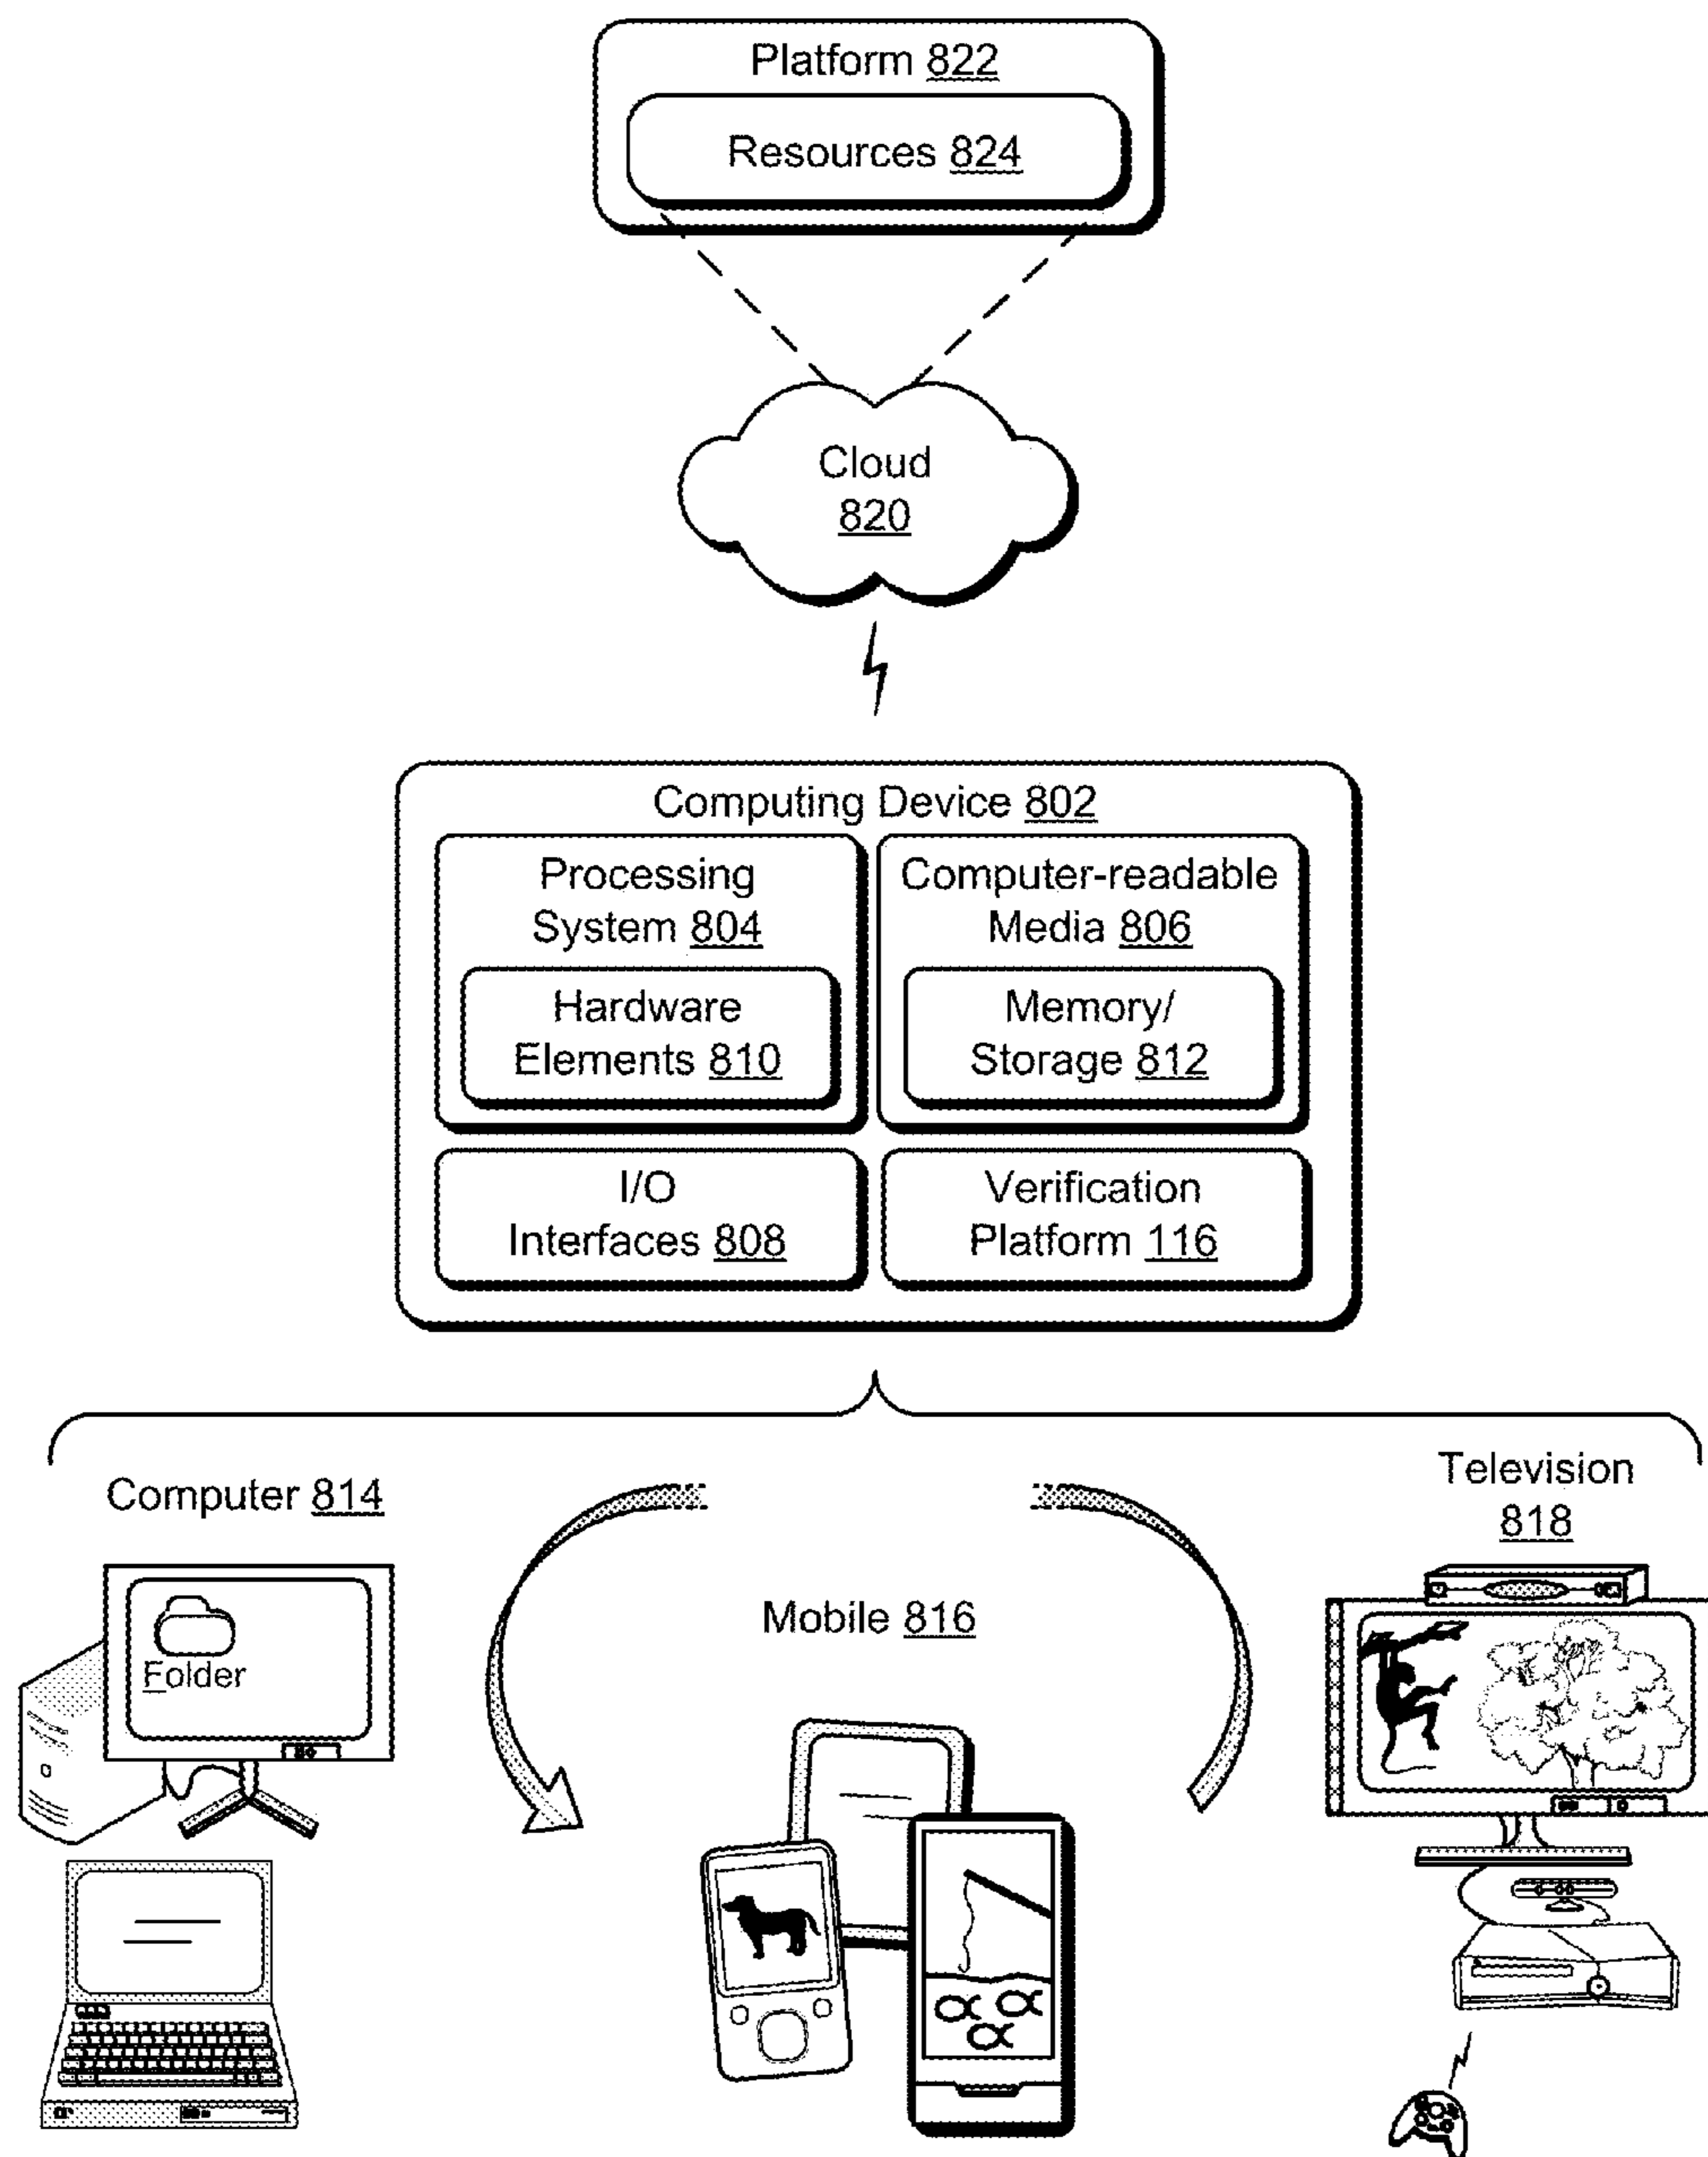 Platform 822
Resources 824
Cloud
820
Computing Device 802
Processing
System 804
Computer-readable
Media 806
Hardware
Elements 810
Memory/
Storage 812
I/O
Interfaces 808
Verification
Platform 116
Computer 814
Television
818
Mobile 816
Folder